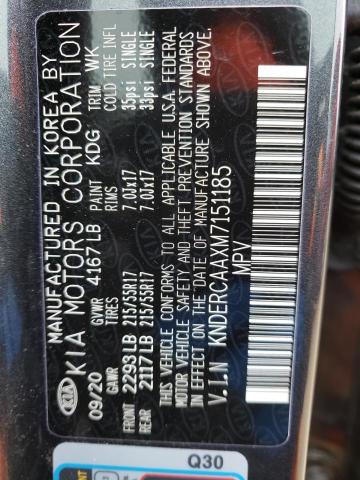 MANUFACTURED IN KOREA BY
KIA KIA MOTORS CORPORATION
09/20 GVWR 4167 LB PAINT KDG TRIM WK
GAWR TIRES RIMS COLD TIRE INFL
FRONT 2293 LB 215/55R17 7.0JX17 35psi SINGLE
REAR 2117 LB 215/55R17 7.0JX17 33psi SINGLE
THIS VEHICLE CONFORMS TO ALL APPLICABLE U.S.A. FEDERAL
MOTOR VEHICLE SAFETY AND THEFT PREVENTION STANDARDS
IN EFFECT ON THE DATE OF MANUFACTURE SHOWN ABOVE.
V.I.N KNDERCAAXM7151185
MPV
Q30